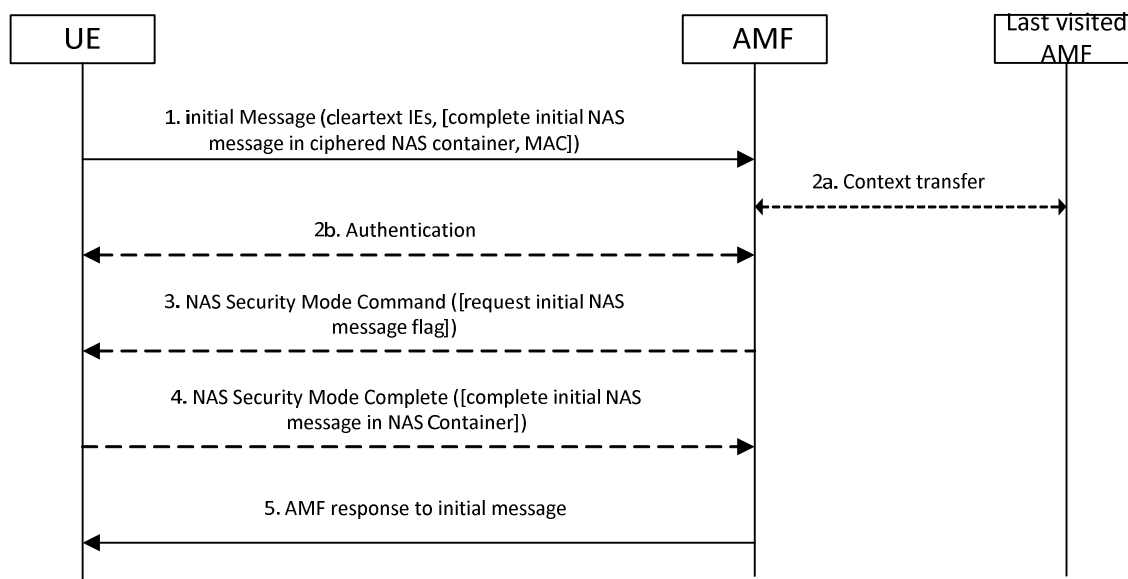 UE
AMF
Last visited
AMF
1. initial Message (cleartext IEs, [complete initial NAS
message in ciphered NAS container, MAC])
2a. Context transfer
2b. Authentication
3. NAS Security Mode Command ([request initial NAS
message flag])
4. NAS Security Mode Complete ([complete initial NAS
message in NAS Container])
5. AMF response to initial message